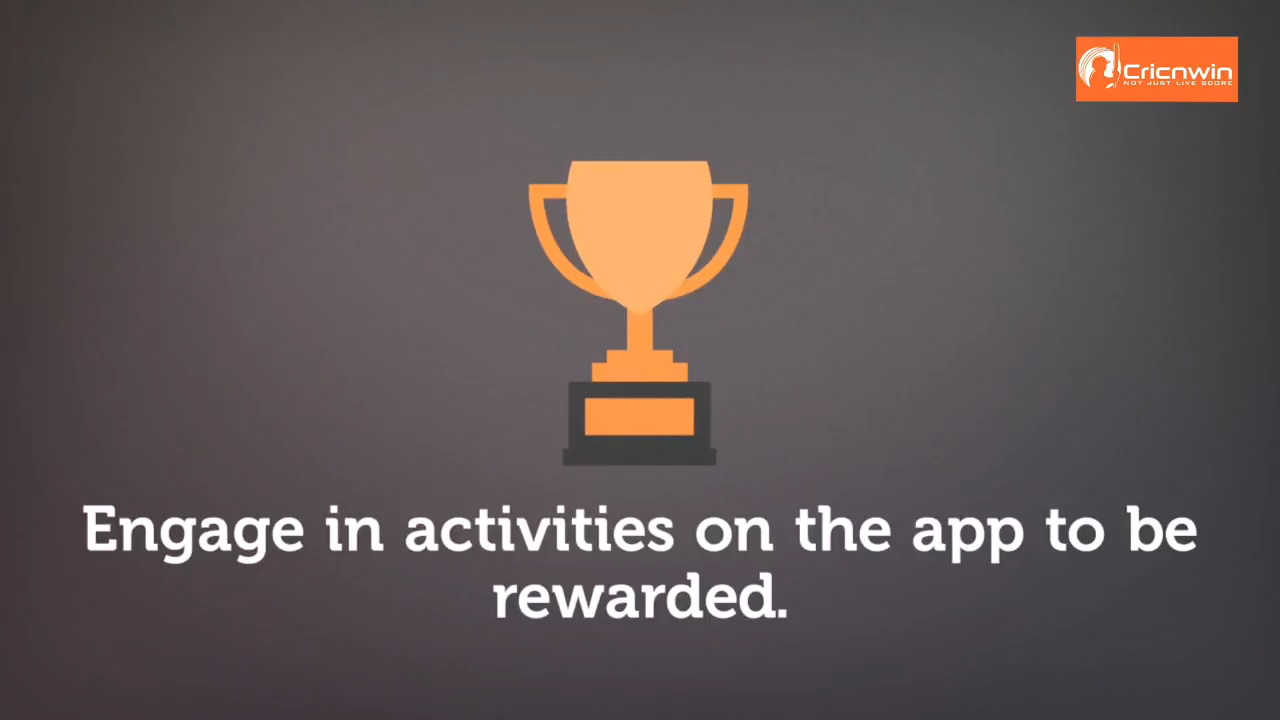 Cricnwin
NOT JUST LIVE SCORE
Engage in activities on the app to be
rewarded.